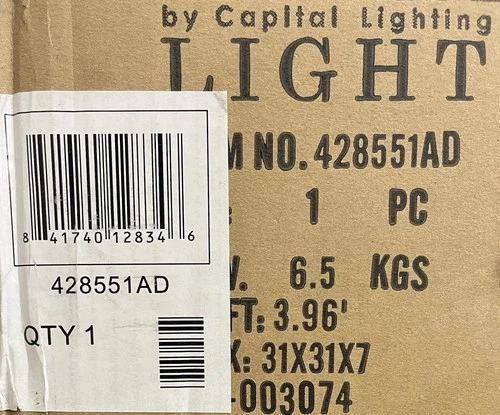 by Capital Lighting
LIGHT
M NO. 428551AD
: 1 PC
. 6.5 KGS
FT: 3.96'
K: 31X31X7
-003074
8 41740 12834 6
428551AD
QTY 1